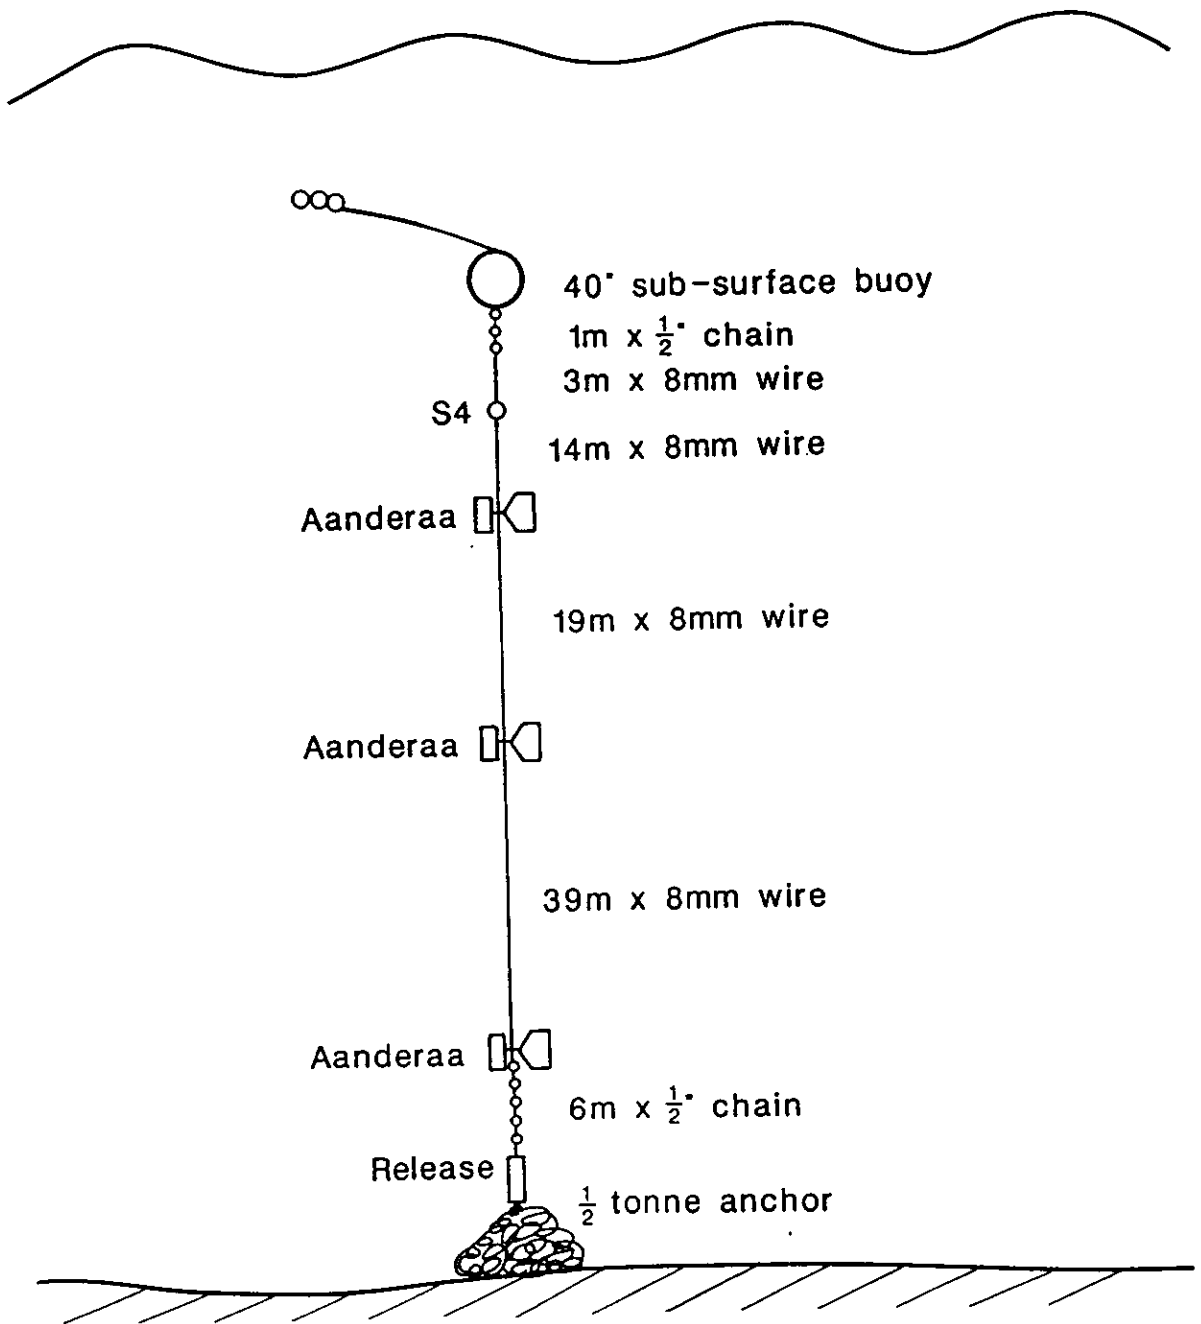 40" sub-surface buoy
1m x 1/2" chain
3m x 8mm wire
S4
14m x 8mm wire
Aanderaa
19m x 8mm wire
Aanderaa
39m x 8mm wire
Aanderaa
6m x 1/2" chain
Release
1/2 tonne anchor